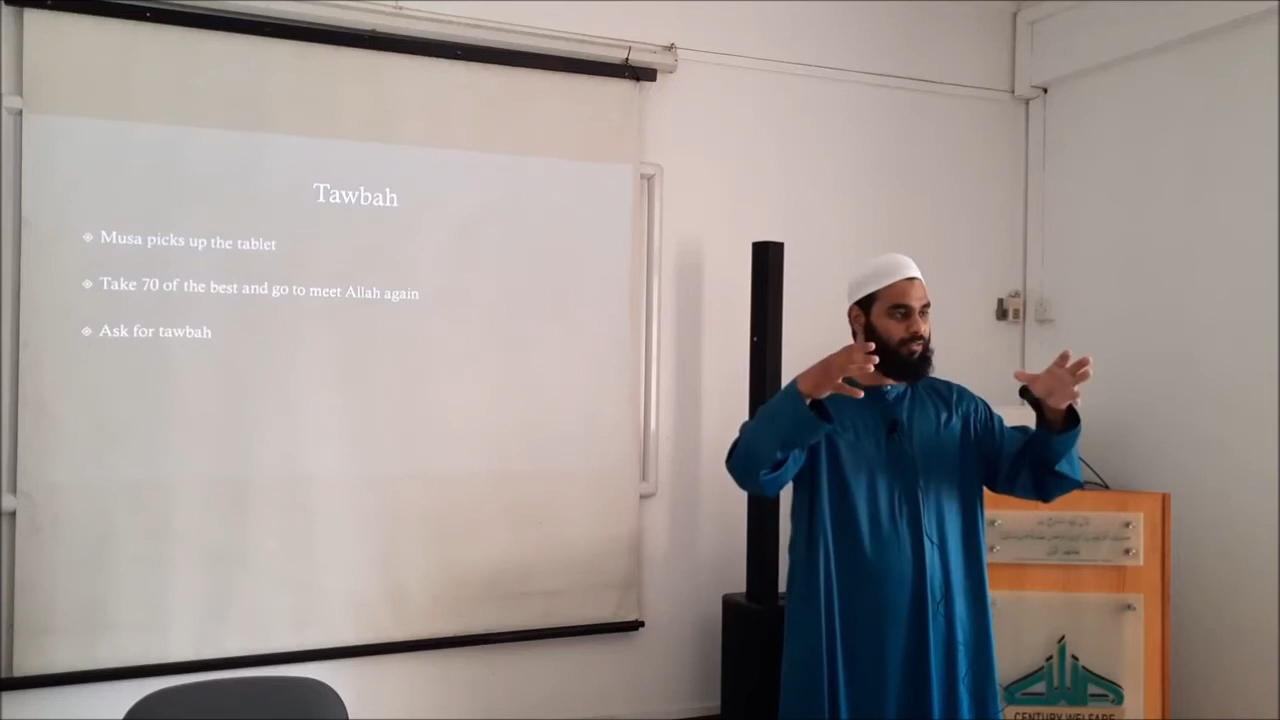 Tawbah
Musa picks up the tablet
Take 70 of the best and go to meet Allah again
Ask for tawbah
CENTURY WELFARE